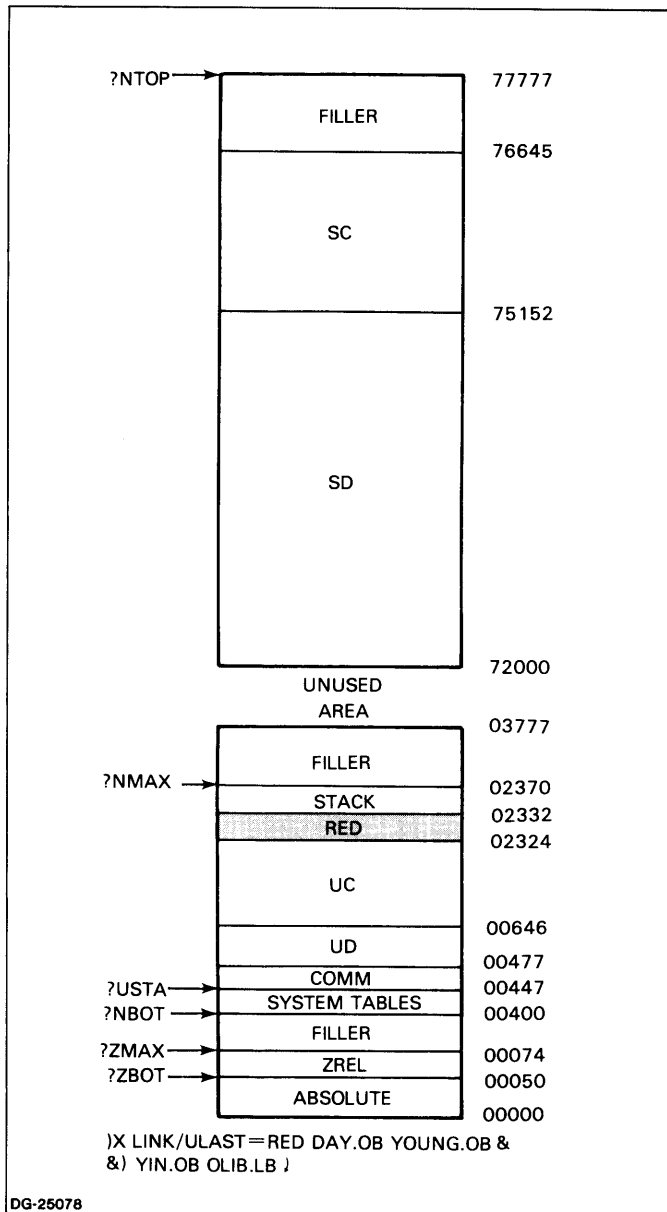 ?NTOP 77777
FILLER
76645
SC
75152
SD
72000
UNUSED
AREA
03777
FILLER
?NMAX 02370
STACK
02332
RED
02324
UC
00646
UD
00477
COMM
?USTA 00447
SYSTEM TABLES
?NBOT 00400
FILLER
?ZMAX 00074
ZREL
?ZBOT 00050
ABSOLUTE
00000
)X LINK/ULAST=RED DAY.OB YOUNG.OB &
&) YIN.OB OLIB.LB ⤸
DG-25078